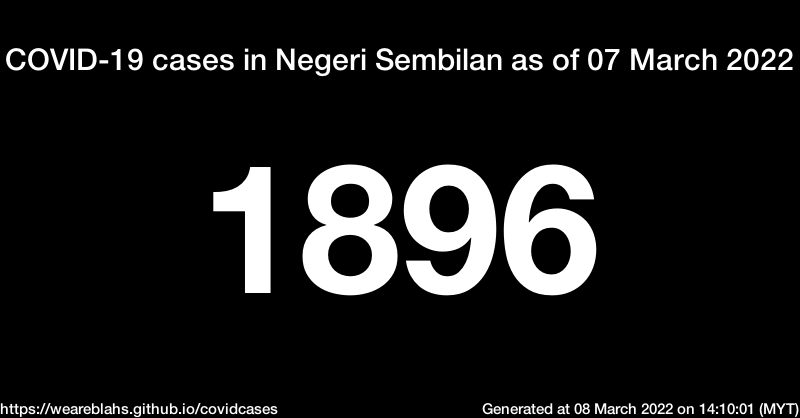 COVID-19 cases in Negeri Sembilan as of 07 March 2022
1896
https://weareblahs.github.io/covidcases
Generated at 08 March 2022 on 14:10:01 (MYT)